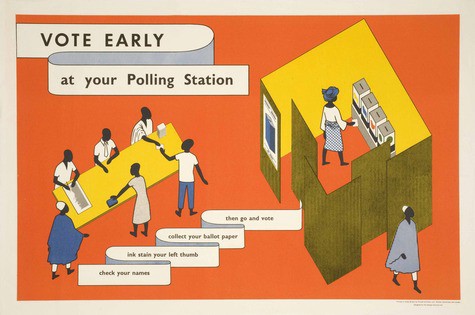 VOTE EARLY
at your Polling Station
then go and vote
collect your ballot paper
ink stain your left thumb
check your names